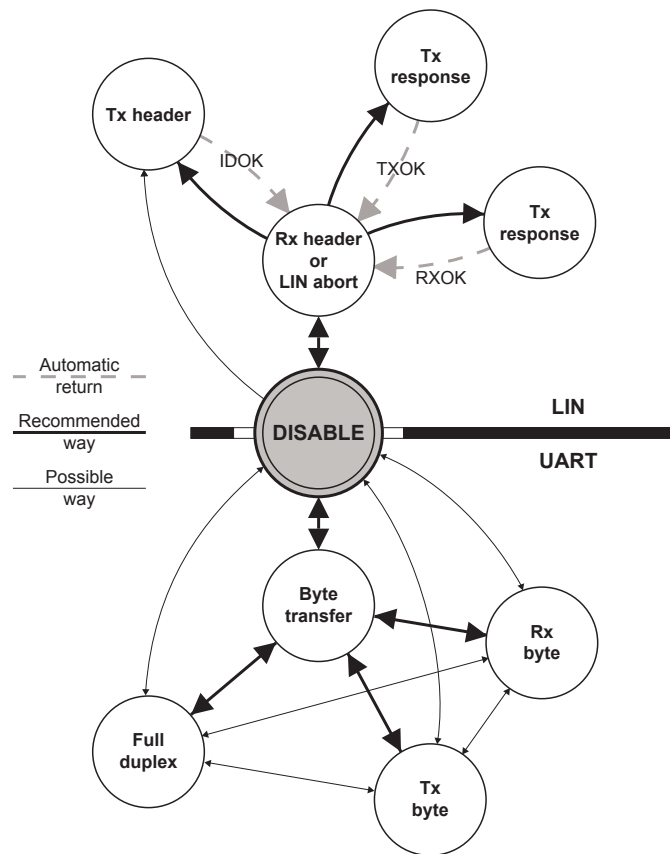 Tx
response
Tx header
IDOK
TXOK
Tx
response
Rx header
or
LIN abort
RXOK
Automatic
return
Recommended
way
Possible
way
DISABLE
LIN
UART
Byte
transfer
Rx
byte
Full
duplex
Tx
byte